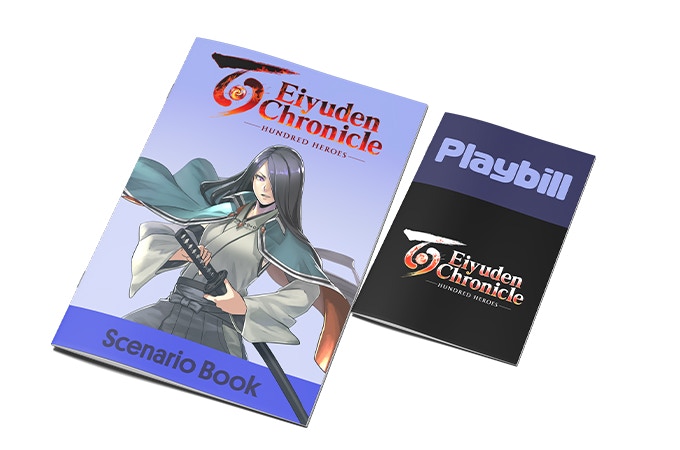 Eiyuden
Chronicle
HUNDRED HEROES
Scenario Book
Playbill
Eiyuden
Chronicle
HUNDRED HEROES